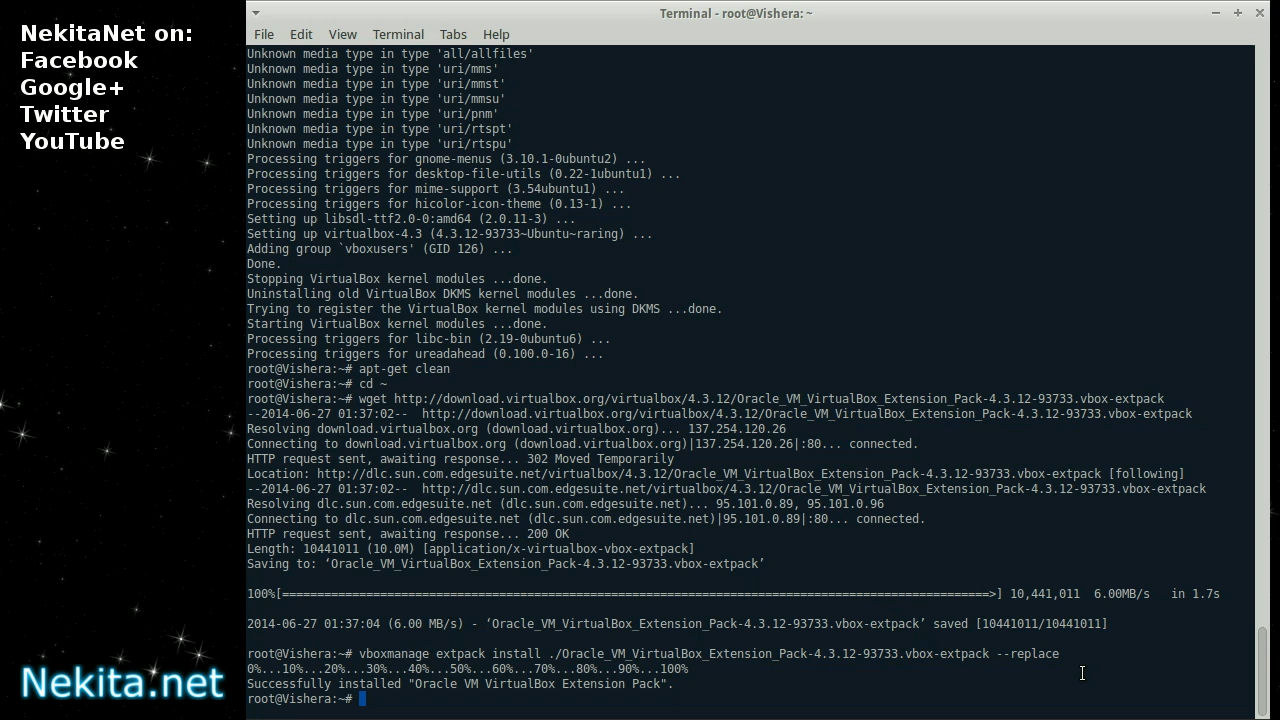 NekitaNet on:
Facebook
Google+
Twitter
YouTube
Nekita.net
Terminal - root@Vishera: ~
File Edit View Terminal Tabs Help
Unknown media type in type 'all/allfiles'
Unknown media type in type 'uri/mms'
Unknown media type in type 'uri/mmst'
Unknown media type in type 'uri/mmsu'
Unknown media type in type 'uri/pnm'
Unknown media type in type 'uri/rtspt'
Unknown media type in type 'uri/rtspu'
Processing triggers for gnome-menus (3.10.1-0ubuntu2) ...
Processing triggers for desktop-file-utils (0.22-1ubuntu1) ...
Processing triggers for mime-support (3.54ubuntu1) ...
Processing triggers for hicolor-icon-theme (0.13-1) ...
Setting up libsdl-ttf2.0-0:amd64 (2.0.11-3) ...
Setting up virtualbox-4.3 (4.3.12-93733~Ubuntu~raring) ...
Adding group `vboxusers' (GID 126) ...
Done.
Stopping VirtualBox kernel modules ...done.
Uninstalling old VirtualBox DKMS kernel modules ...done.
Trying to register the VirtualBox kernel modules using DKMS ...done.
Starting VirtualBox kernel modules ...done.
Processing triggers for libc-bin (2.19-0ubuntu6) ...
Processing triggers for ureadahead (0.100.0-16) ...
root@Vishera:~# apt-get clean
root@Vishera:~# cd ~
root@Vishera:~# wget http://download.virtualbox.org/virtualbox/4.3.12/Oracle_VM_VirtualBox_Extension_Pack-4.3.12-93733.vbox-extpack
--2014-06-27 01:37:02--  http://download.virtualbox.org/virtualbox/4.3.12/Oracle_VM_VirtualBox_Extension_Pack-4.3.12-93733.vbox-extpack
Resolving download.virtualbox.org (download.virtualbox.org)... 137.254.120.26
Connecting to download.virtualbox.org (download.virtualbox.org)|137.254.120.26|:80... connected.
HTTP request sent, awaiting response... 302 Moved Temporarily
Location: http://dlc.sun.com.edgesuite.net/virtualbox/4.3.12/Oracle_VM_VirtualBox_Extension_Pack-4.3.12-93733.vbox-extpack [following]
--2014-06-27 01:37:02--  http://dlc.sun.com.edgesuite.net/virtualbox/4.3.12/Oracle_VM_VirtualBox_Extension_Pack-4.3.12-93733.vbox-extpack
Resolving dlc.sun.com.edgesuite.net (dlc.sun.com.edgesuite.net)... 95.101.0.89, 95.101.0.96
Connecting to dlc.sun.com.edgesuite.net (dlc.sun.com.edgesuite.net)|95.101.0.89|:80... connected.
HTTP request sent, awaiting response... 200 OK
Length: 10441011 (10.0M) [application/x-virtualbox-vbox-extpack]
Saving to: ‘Oracle_VM_VirtualBox_Extension_Pack-4.3.12-93733.vbox-extpack’
100%[=====================================================================================================>] 10,441,011  6.00MB/s   in 1.7s
2014-06-27 01:37:04 (6.00 MB/s) - ‘Oracle_VM_VirtualBox_Extension_Pack-4.3.12-93733.vbox-extpack’ saved [10441011/10441011]
root@Vishera:~# vboxmanage extpack install ./Oracle_VM_VirtualBox_Extension_Pack-4.3.12-93733.vbox-extpack --replace
0%...10%...20%...30%...40%...50%...60%...70%...80%...90%...100%
Successfully installed "Oracle VM VirtualBox Extension Pack".
root@Vishera:~#